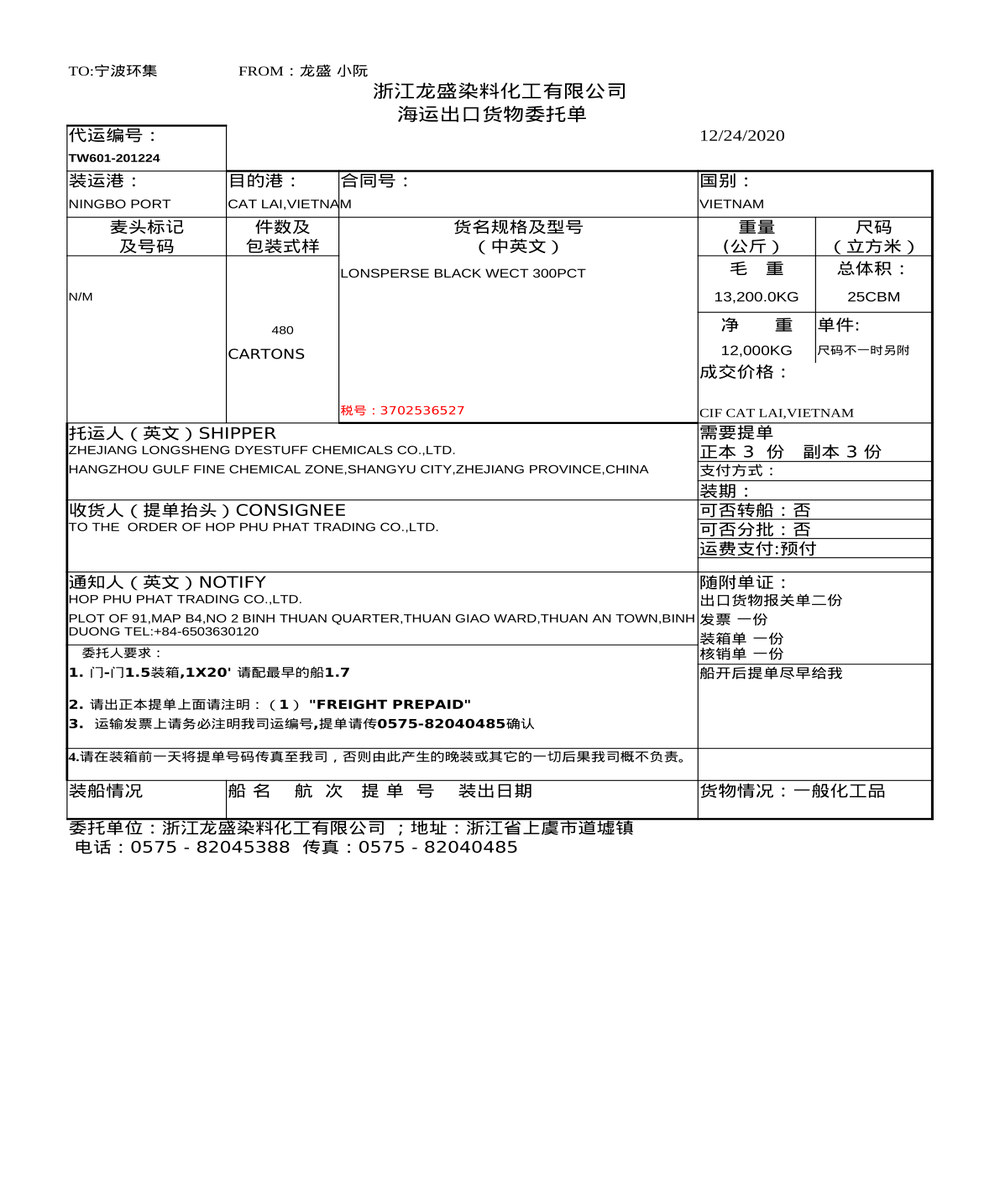 TO:宁波环集 FROM：龙盛 小阮
浙江龙盛染料化工有限公司
海运出口货物委托单
代运编号： 12/24/2020
TW601-201224
装运港： 目的港： 合同号： 国别：
NINGBO PORT CAT LAI,VIETNAM VIETNAM
麦头标记 件数及 货名规格及型号 重量 尺码
及号码 包装式样 （中英文） (公斤） （立方米）
毛 重 总体积：
LONSPERSE BLACK WECT 300PCT
N/M 13,200.0KG 25CBM
净 重 单件:
480
12,000KG 尺码不一时另附
CARTONS
成交价格：
税号：3702536527 CIF CAT LAI,VIETNAM
托运人（英文）SHIPPER 需要提单
ZHEJIANG LONGSHENG DYESTUFF CHEMICALS CO.,LTD. 正本 3 份 副本 3 份
HANGZHOU GULF FINE CHEMICAL ZONE,SHANGYU CITY,ZHEJIANG PROVINCE,CHINA 支付方式：
装期：
收货人（提单抬头）CONSIGNEE 可否转船：否
TO THE ORDER OF HOP PHU PHAT TRADING CO.,LTD. 可否分批：否
运费支付:预付
通知人（英文）NOTIFY 随附单证：
HOP PHU PHAT TRADING CO.,LTD. 出口货物报关单二份
PLOT OF 91,MAP B4,NO 2 BINH THUAN QUARTER,THUAN GIAO WARD,THUAN AN TOWN,BINH 发票 一份
DUONG TEL:+84-6503630120 装箱单 一份
委托人要求： 核销单 一份
1. 门-门1.5装箱,1X20' 请配最早的船1.7 船开后提单尽早给我
2. 请出正本提单上面请注明：（1） "FREIGHT PREPAID"
3. 运输发票上请务必注明我司运编号,提单请传0575-82040485确认
4.请在装箱前一天将提单号码传真至我司，否则由此产生的晚装或其它的一切后果我司概不负责。
装船情况 船 名 航 次 提 单 号 装出日期 货物情况：一般化工品
委托单位：浙江龙盛染料化工有限公司 ；地址：浙江省上虞市道墟镇
电话：0575 - 82045388 传真：0575 - 82040485